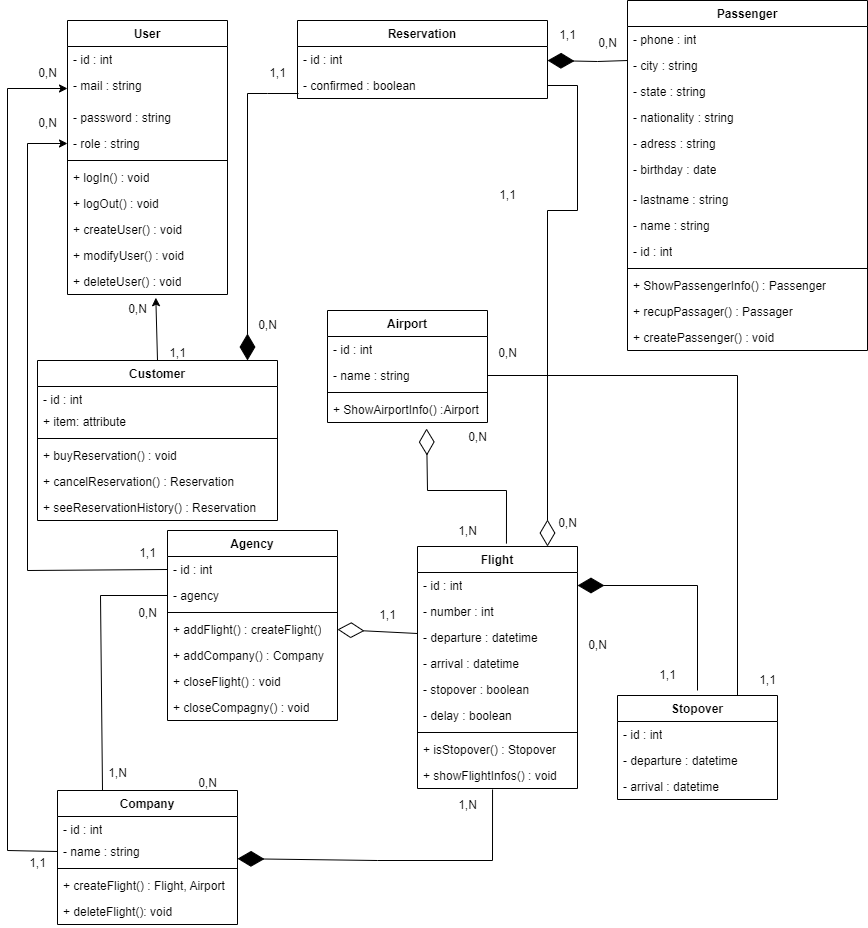 User
- id : int
- mail : string
- password : string
- role : string
+ logIn() : void
+ logOut() : void
+ createUser() : void
+ modifyUser() : void
+ deleteUser() : void
0,N
0,N
0,N
1,1
Reservation
- id : int
- confirmed : boolean
1,1
1,1
0,N
1,1
0,N
Passenger
- phone : int
- city : string
- state : string
- nationality : string
- adress : string
- birthday : date
- lastname : string
- name : string
- id : int
+ ShowPassengerInfo() : Passenger
+ recupPassager() : Passager
+ createPassenger() : void
Customer
- id : int
+ item: attribute
+ buyReservation() : void
+ cancelReservation() : Reservation
+ seeReservationHistory() : Reservation
Airport
- id : int
- name : string
+ ShowAirportInfo() :Airport
0,N
0,N
1,N
0,N
Agency
- id : int
- agency
+ addFlight() : createFlight()
+ addCompany() : Company
+ closeFlight() : void
+ closeCompagny() : void
1,1
0,N
1,1
Flight
- id : int
- number : int
- departure : datetime
- arrival : datetime
- stopover : boolean
- delay : boolean
+ isStopover() : Stopover
+ showFlightInfos() : void
0,N
1,1
1,1
1,N
Stopover
- id : int
- departure : datetime
- arrival : datetime
1,N
0,N
Company
- id : int
- name : string
+ createFlight() : Flight, Airport
+ deleteFlight(): void
1,1